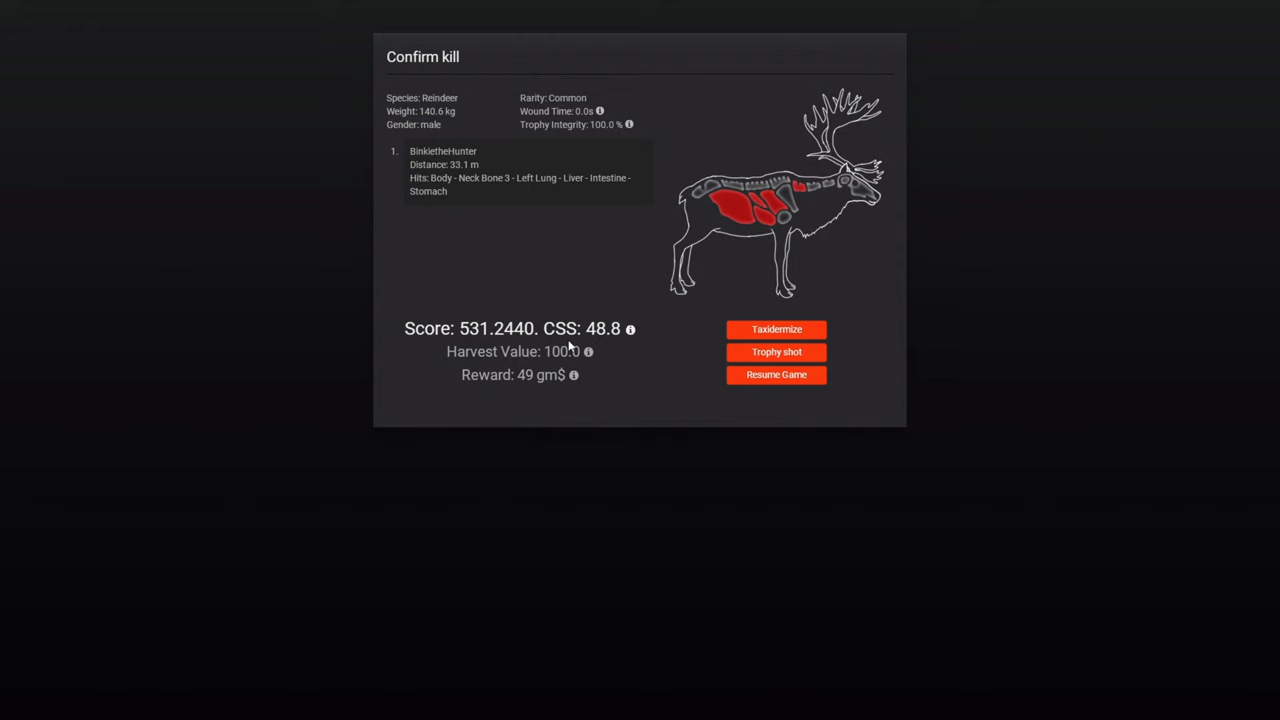 Confirm kill
Species: Reindeer
Weight: 140.6 kg
Gender: male
Rarity: Common
Wound Time: 0.0s
Trophy Integrity: 100.0 %
1. BinkietheHunter
Distance: 33.1 m
Hits: Body - Neck Bone 3 - Left Lung - Liver - Intestine -
Stomach
Score: 531.2440. CSS: 48.8
Harvest Value: 100.0
Reward: 49 gm$
Taxidermize
Trophy shot
Resume Game